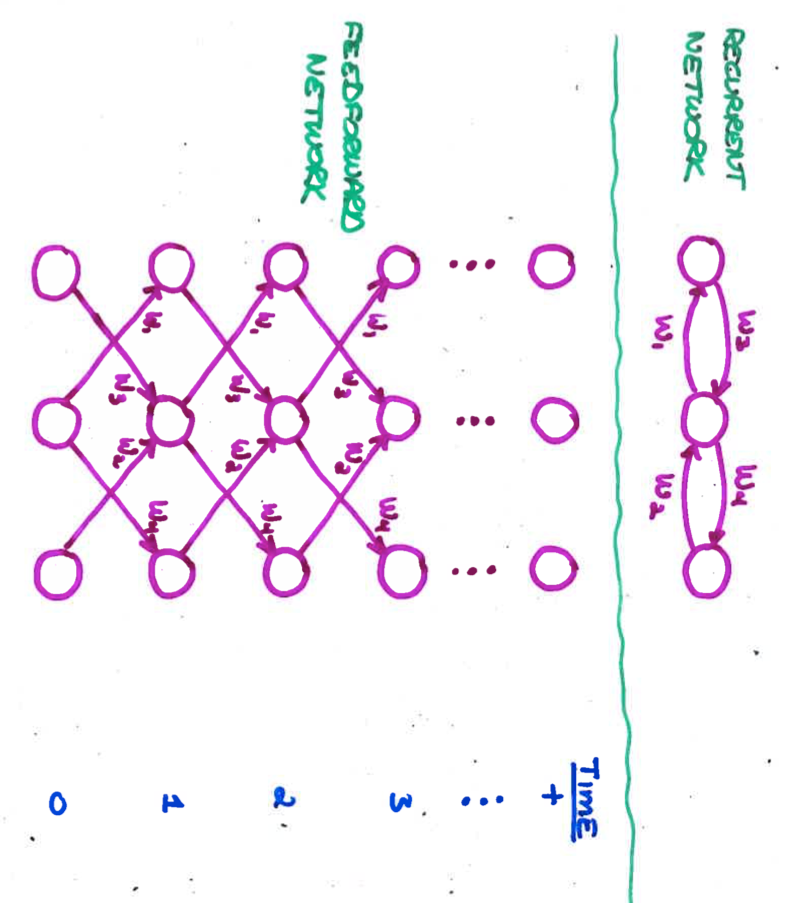 RECURRENT
NETWORK
W3 W4
W1 W2
TIME
t
...
3
W1 W3 W2 W4
FEEDFORWARD
NETWORK
2
W1 W3 W2 W4
1
W1 W3 W2 W4
0